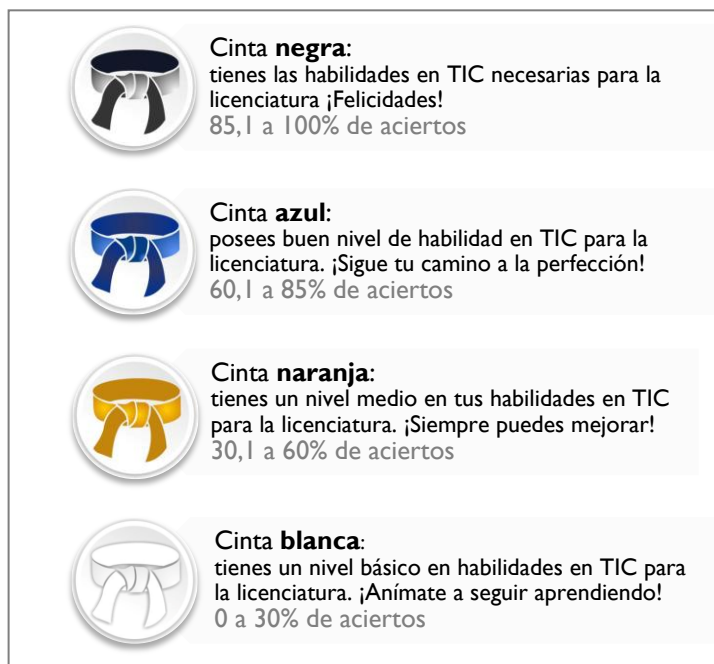 Cinta negra:
tienes las habilidades en TIC necesarias para la
licenciatura ¡Felicidades!
85,1 a 100% de aciertos
Cinta azul:
posees buen nivel de habilidad en TIC para la
licenciatura. ¡Sigue tu camino a la perfección!
60,1 a 85% de aciertos
Cinta naranja:
tienes un nivel medio en tus habilidades en TIC
para la licenciatura. ¡Siempre puedes mejorar!
30,1 a 60% de aciertos
Cinta blanca:
tienes un nivel básico en habilidades en TIC para
la licenciatura. ¡Anímate a seguir aprendiendo!
0 a 30% de aciertos